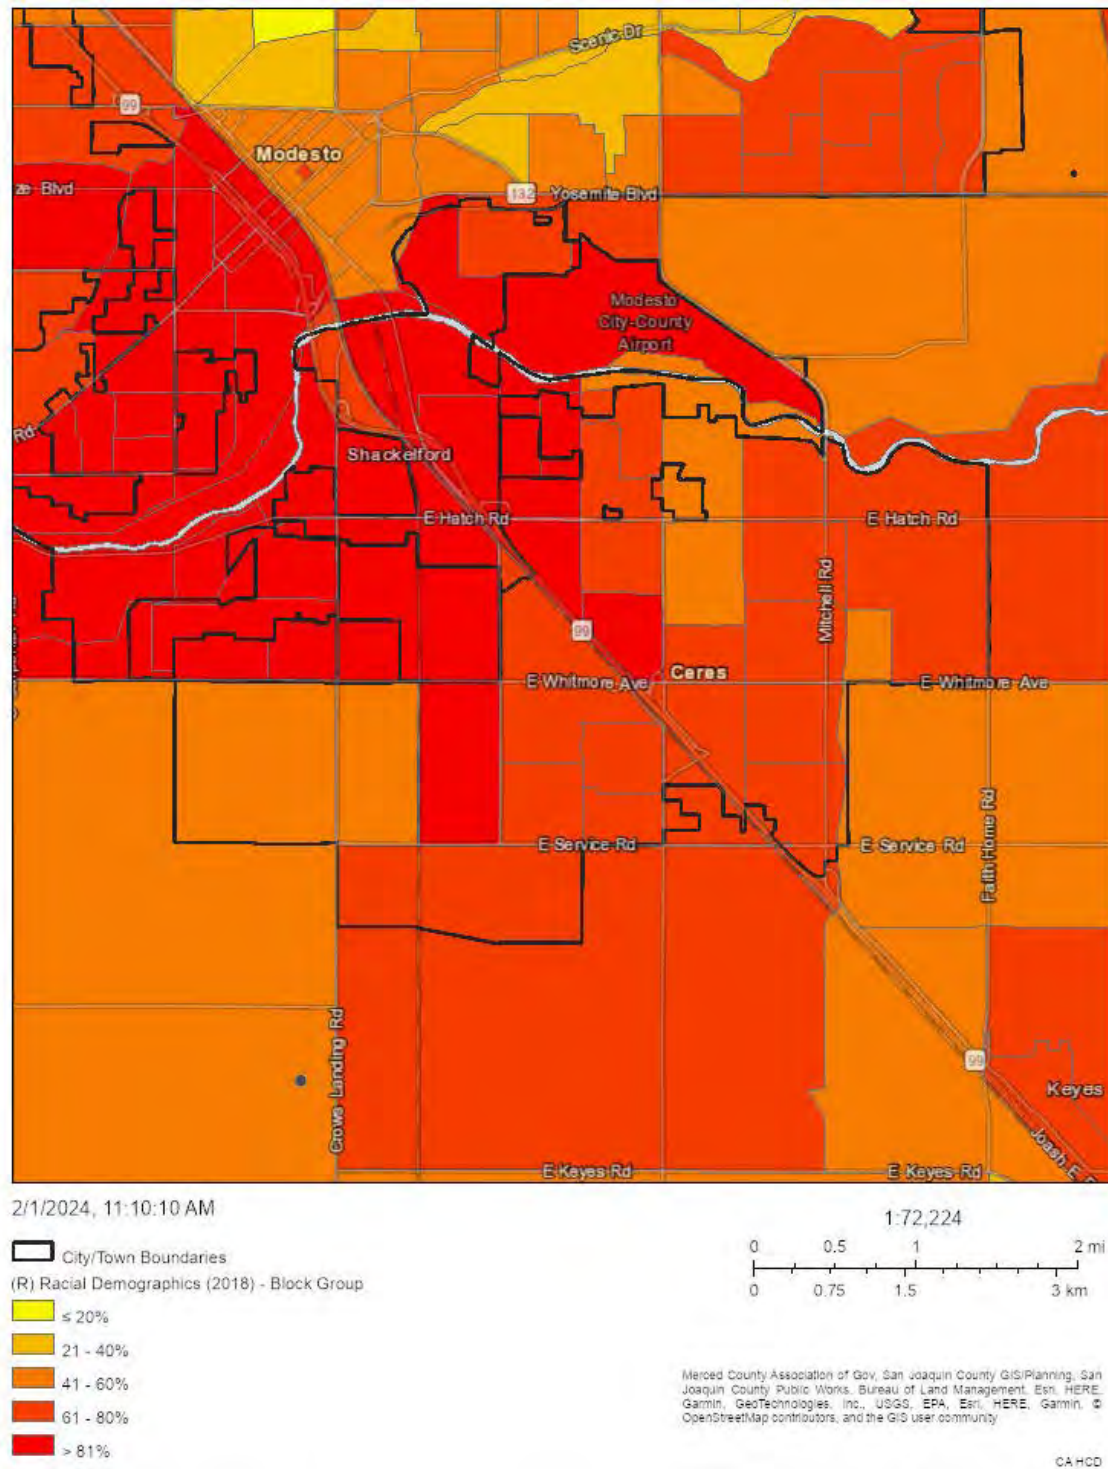 Scenic Dr
99
Modesto
ze Blvd
132
Yosemite Blvd
Modesto
City-County
Airport
Rd
Shackelford
E Hatch Rd
E Hatch Rd
Mitchell Rd
99
Ceres
E Whitmore Ave
E Whitmore Ave
E Service Rd
E Service Rd
Faith Home Rd
Crows Landing Rd
99
Keyes
Joash E
E Keyes Rd
E Keyes Rd
2/1/2024, 11:10:10 AM
1:72,224
City/Town Boundaries
0 0.5 1 2 mi
0 0.75 1.5 3 km
(R) Racial Demographics (2018) - Block Group
≤ 20%
21 - 40%
41 - 60%
61 - 80%
> 81%
Merced County Association of Gov, San Joaquin County GIS/Planning, San
Joaquin County Public Works, Bureau of Land Management, Esri, HERE,
Garmin, GeoTechnologies, Inc., USGS, EPA, Esri, HERE, Garmin, ©
OpenStreetMap contributors, and the GIS user community
CA HCD